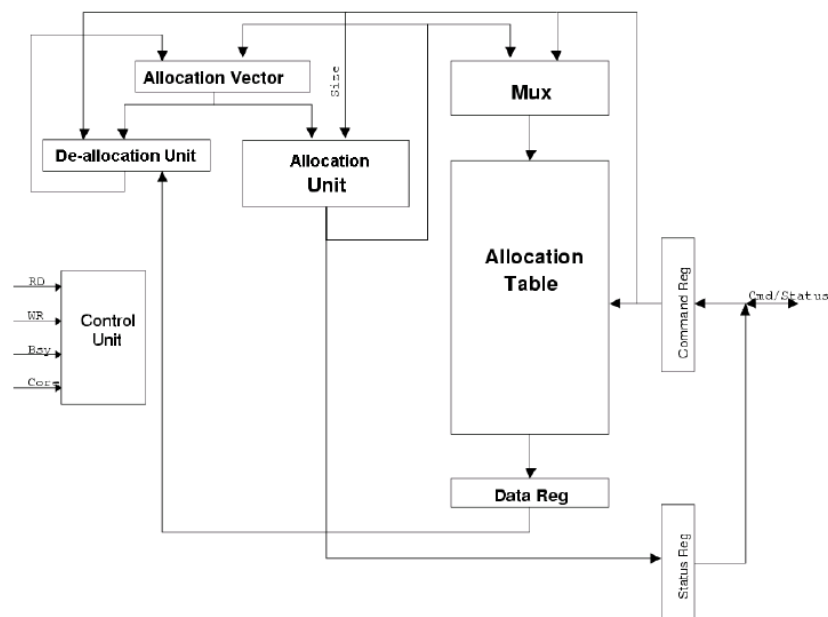 Allocation Vector
Size
Mux
De-allocation Unit
Allocation
Unit
Allocation
Table
Command Reg
Cmd/Status
RD
WR
Bsy
Core
Control
Unit
Data Reg
Status Reg